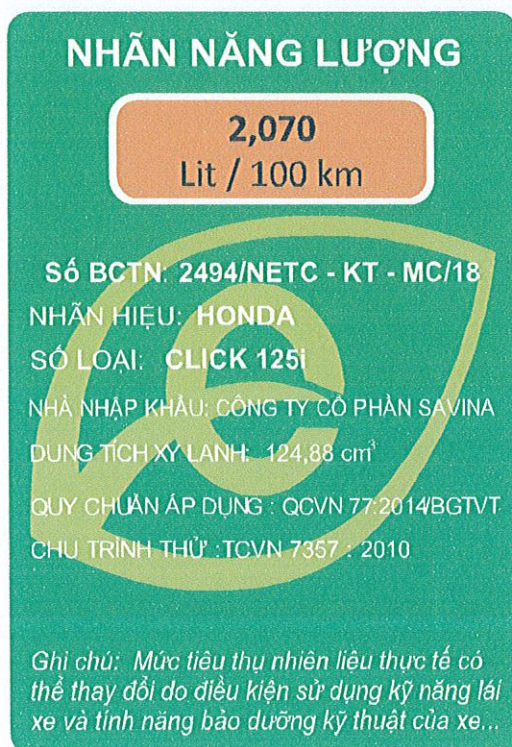 NHÃN NĂNG LƯỢNG
2,070
Lit / 100 km
Số BCTN: 2494/NETC - KT - MC/18
NHÃN HIỆU: HONDA
SỐ LOẠI: CLICK 125i
NHÀ NHẬP KHẨU: CÔNG TY CỔ PHẦN SAVINA
DUNG TÍCH XY LANH: 124,88 cm³
QUY CHUẨN ÁP DỤNG : QCVN 77:2014/BGTVT
CHU TRÌNH THỬ :TCVN 7357 : 2010
Ghi chú: Mức tiêu thụ nhiên liệu thực tế có
thể thay đổi do điều kiện sử dụng kỹ năng lái
xe và tính năng bảo dưỡng kỹ thuật của xe...